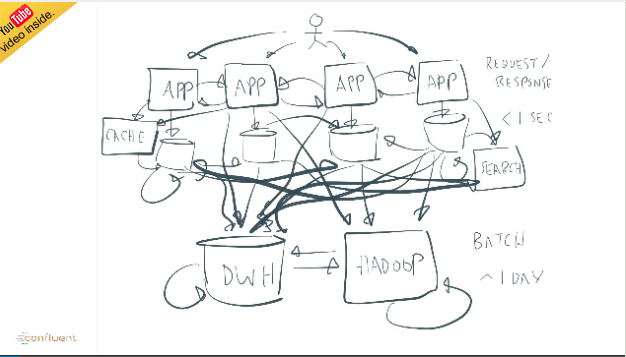 You Tube
video inside.
APP
APP
APP
APP
REQUEST/
RESPONSE
< 1 SEC
CACHE
SEARCH
DWH
HADOOP
BATCH
~ 1 DAY
confluent